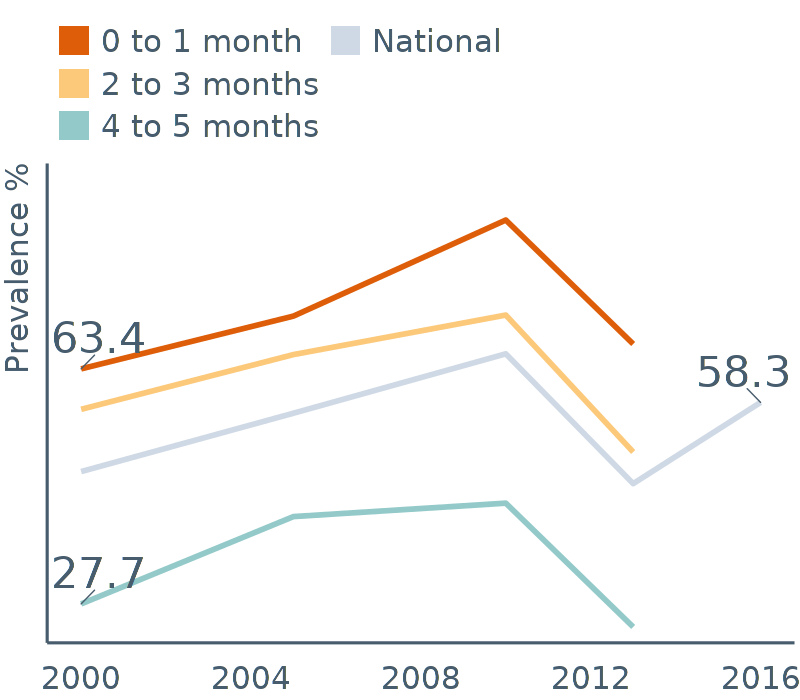 0 to 1 month
National
2 to 3 months
4 to 5 months
Prevalence %
63.4
58.3
27.7
2000 2004 2008 2012 2016